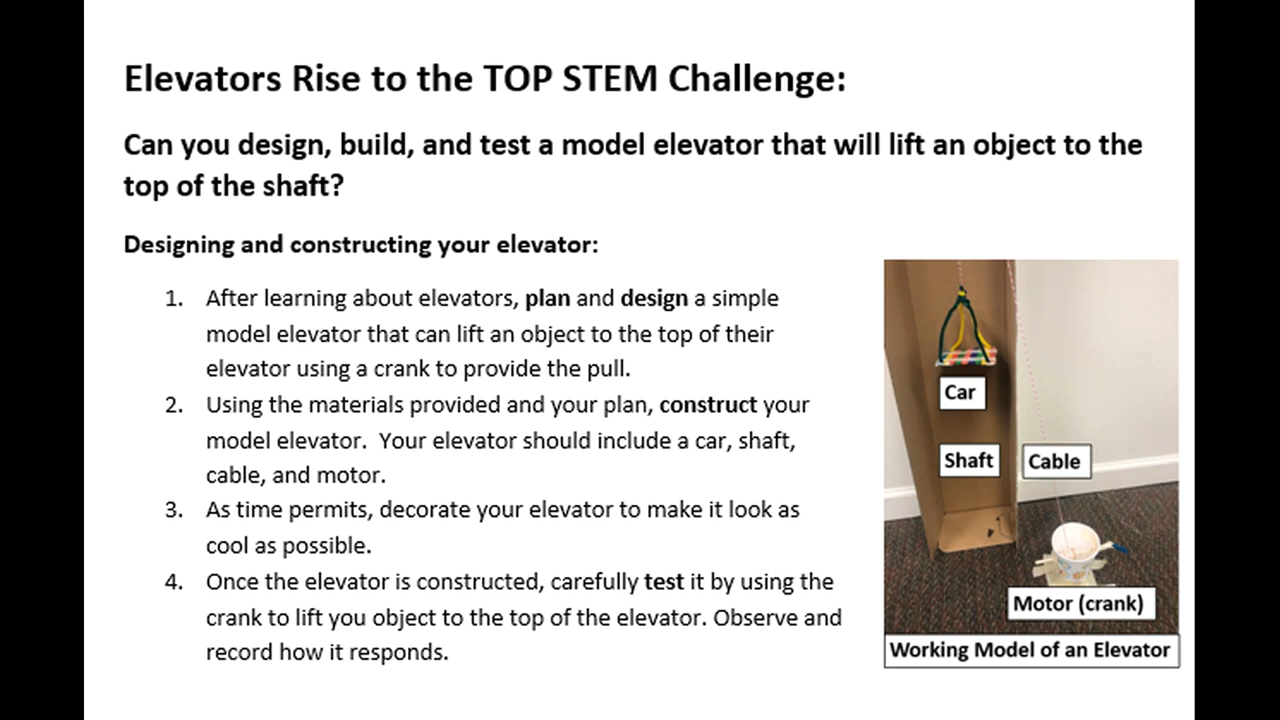 Elevators Rise to the TOP STEM Challenge:
Can you design, build, and test a model elevator that will lift an object to the
top of the shaft?
Designing and constructing your elevator:
1. After learning about elevators, plan and design a simple
model elevator that can lift an object to the top of their
elevator using a crank to provide the pull.
2. Using the materials provided and your plan, construct your
model elevator.  Your elevator should include a car, shaft,
cable, and motor.
3. As time permits, decorate your elevator to make it look as
cool as possible.
4. Once the elevator is constructed, carefully test it by using the
crank to lift you object to the top of the elevator. Observe and
record how it responds.
Car
Shaft
Cable
Motor (crank)
Working Model of an Elevator